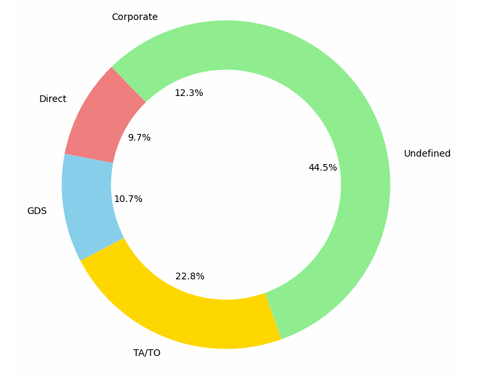 Corporate
12.3%
Direct
9.7%
Undefined
44.5%
10.7%
GDS
22.8%
TA/TO